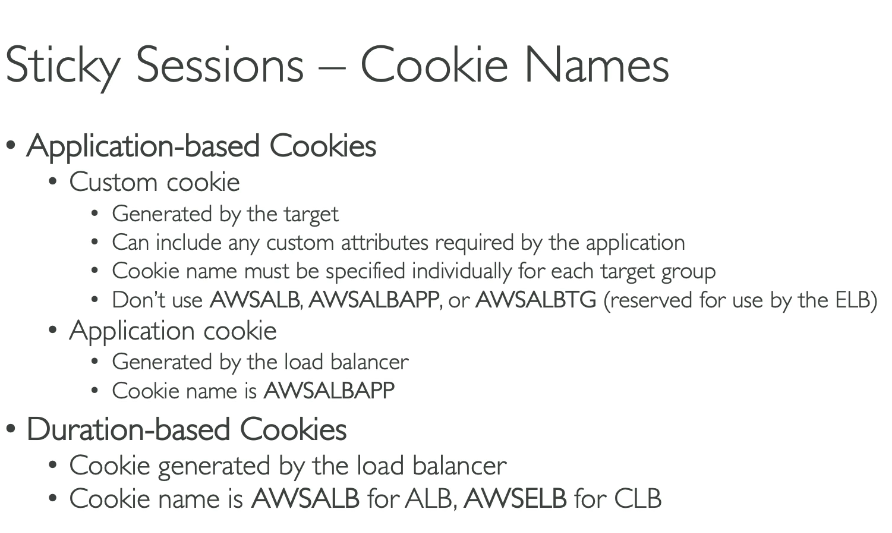 Sticky Sessions – Cookie Names
• Application-based Cookies
• Custom cookie
• Generated by the target
• Can include any custom attributes required by the application
• Cookie name must be specified individually for each target group
• Don’t use AWSALB, AWSALBAPP, or AWSALBTG (reserved for use by the ELB)
• Application cookie
• Generated by the load balancer
• Cookie name is AWSALBAPP
• Duration-based Cookies
• Cookie generated by the load balancer
• Cookie name is AWSALB for ALB, AWSELB for CLB